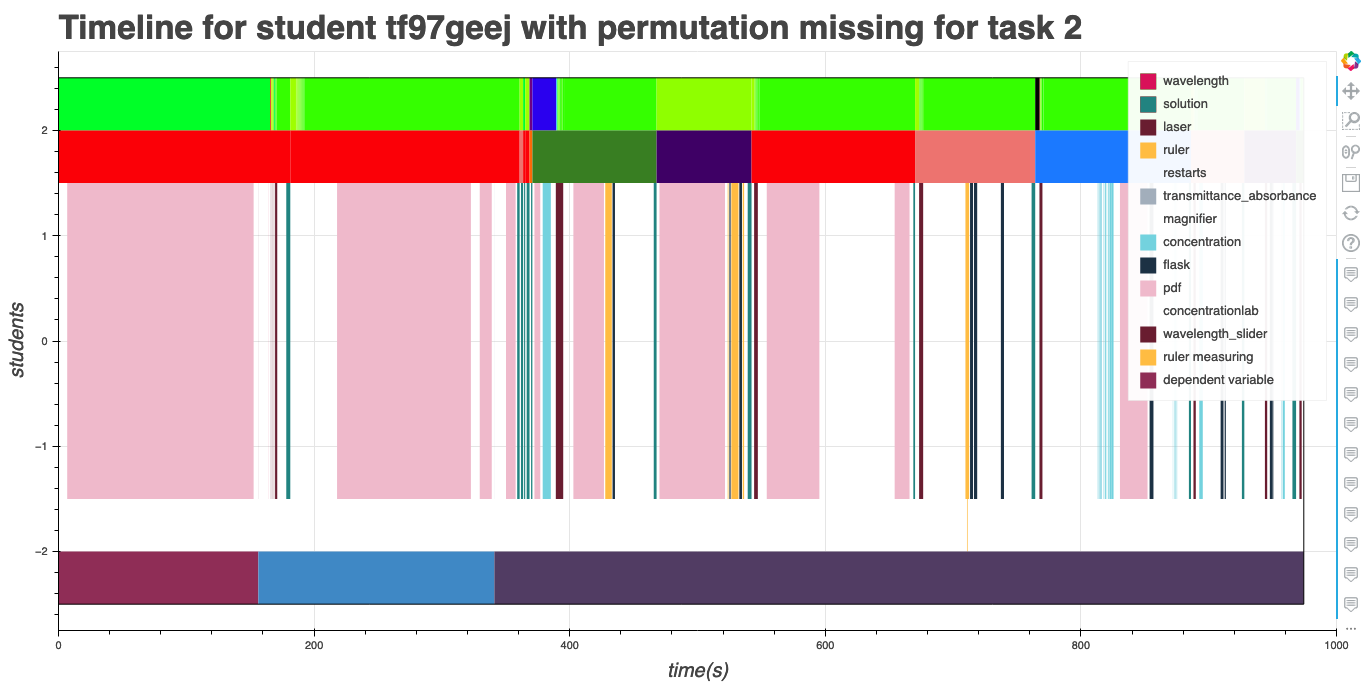 Timeline for student tf97geej with permutation missing for task 2
wavelength
solution
laser
ruler
restarts
transmittance_absorbance
magnifier
concentration
flask
pdf
concentrationlab
wavelength_slider
ruler measuring
dependent variable
students
2
1
0
−1
−2
0 200 400 600 800 1000
time(s)